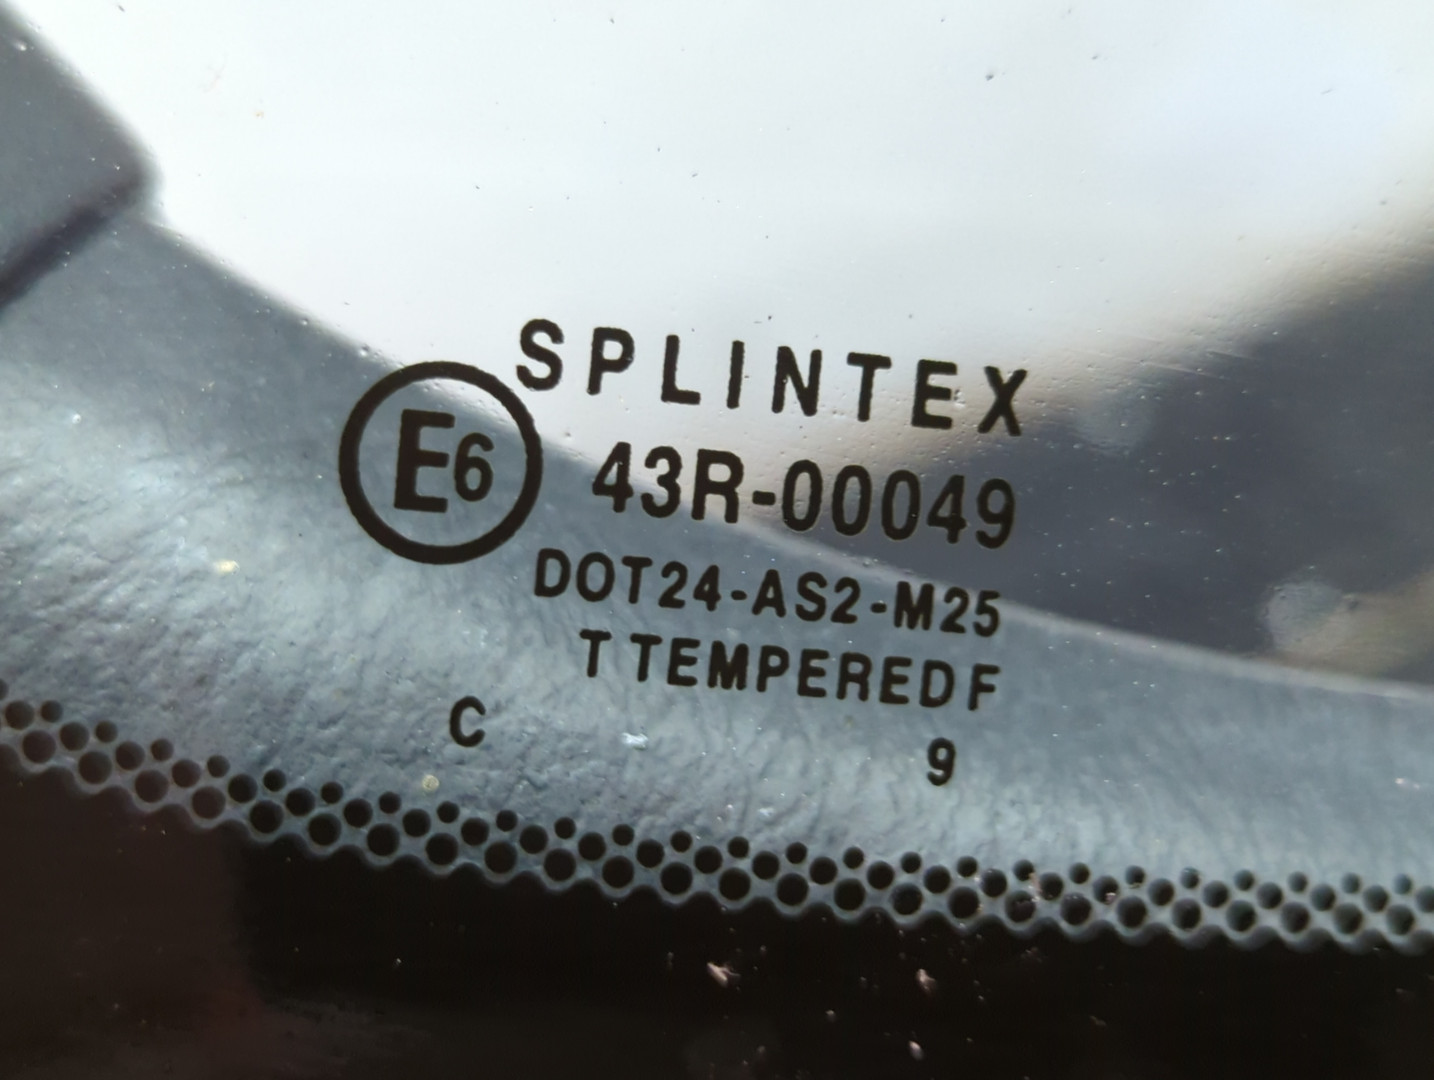 SPLINTEX
E6 43R-00049
DOT24-AS2-M25
T TEMPERED F
C 9